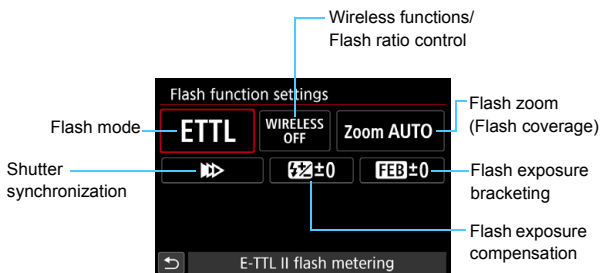 Wireless functions/
Flash ratio control
Flash function settings
Flash mode
ETTL
WIRELESS
OFF
Zoom AUTO
Flash zoom
(Flash coverage)
Shutter
synchronization
±0
FEB±0
Flash exposure
bracketing
Flash exposure
compensation
E-TTL II flash metering